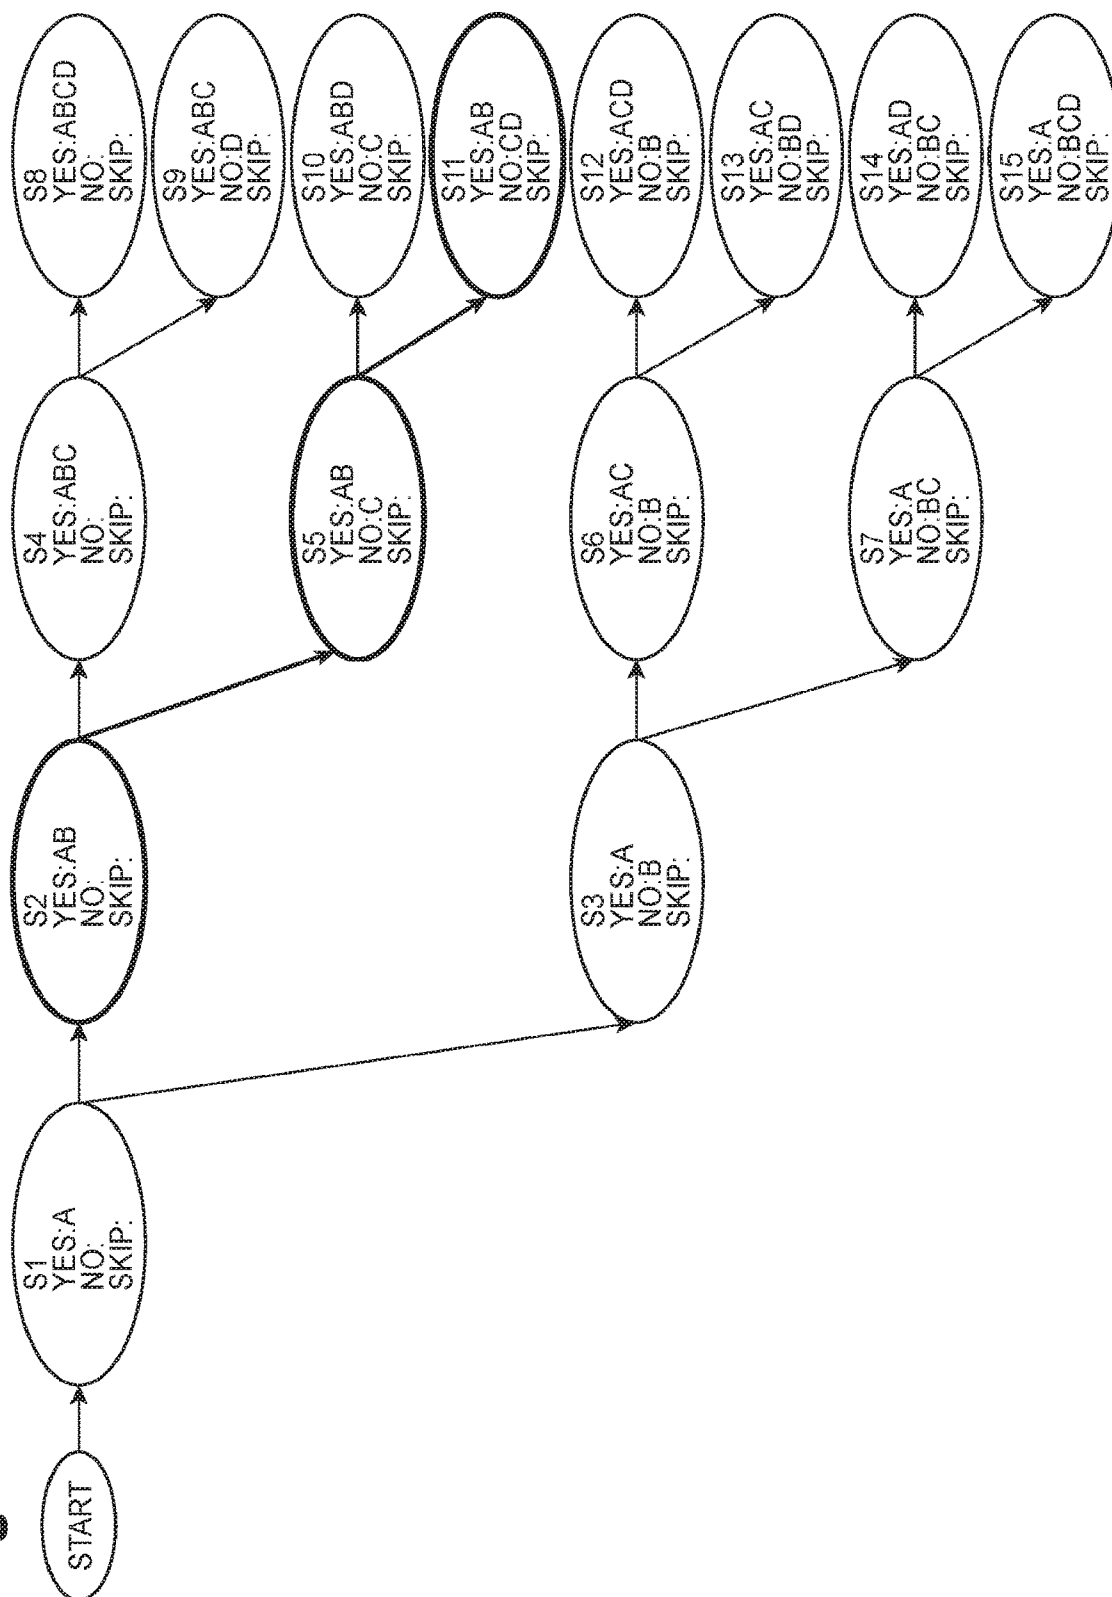 START
S1
YES:A
NO:
SKIP:
S2
YES:AB
NO:
SKIP:
S3
YES:A
NO:B
SKIP:
S4
YES:ABC
NO:
SKIP:
S5
YES:AB
NO:C
SKIP:
S6
YES:AC
NO:B
SKIP:
S7
YES:A
NO:BC
SKIP:
S8
YES:ABCD
NO:
SKIP:
S9
YES:ABC
NO:D
SKIP:
S10
YES:ABD
NO:C
SKIP:
S11
YES:AB
NO:CD
SKIP:
S12
YES:ACD
NO:B
SKIP:
S13
YES:AC
NO:BD
SKIP:
S14
YES:AD
NO:BC
SKIP:
S15
YES:A
NO:BCD
SKIP: